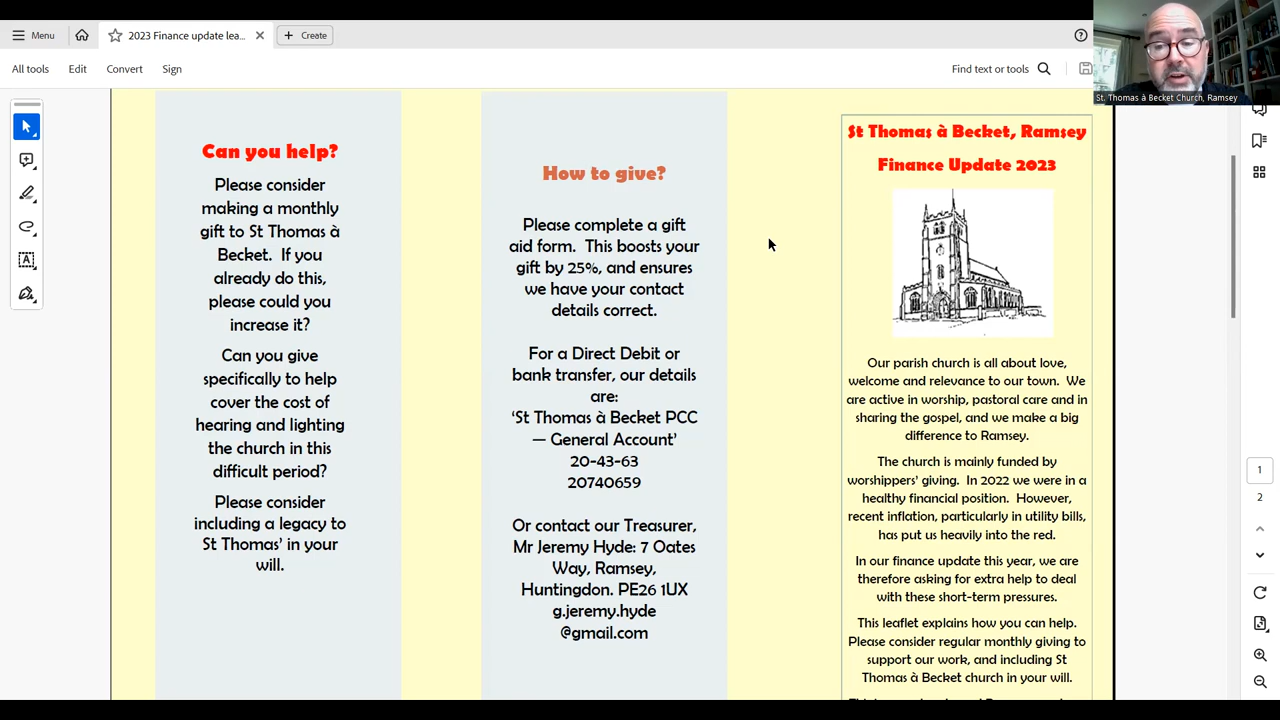 Menu
2023 Finance update lea...
Create
All tools
Edit
Convert
Sign
Find text or tools
St. Thomas à Becket Church, Ramsey
Can you help?
Please consider
making a monthly
gift to St Thomas à
Becket. If you
already do this,
please could you
increase it?
Can you give
specifically to help
cover the cost of
hearing and lighting
the church in this
difficult period?
Please consider
including a legacy to
St Thomas' in your
will.
How to give?
Please complete a gift
aid form. This boosts your
gift by 25%, and ensures
we have your contact
details correct.
For a Direct Debit or
bank transfer, our details
are:
'St Thomas à Becket PCC
— General Account'
20-43-63
20740659
Or contact our Treasurer,
Mr Jeremy Hyde: 7 Oates
Way, Ramsey,
Huntingdon. PE26 1UX
g.jeremy.hyde
@gmail.com
St Thomas à Becket, Ramsey
Finance Update 2023
Our parish church is all about love,
welcome and relevance to our town. We
are active in worship, pastoral care and in
sharing the gospel, and we make a big
difference to Ramsey.
The church is mainly funded by
worshippers' giving. In 2022 we were in a
healthy financial position. However,
recent inflation, particularly in utility bills,
has put us heavily into the red.
In our finance update this year, we are
therefore asking for extra help to deal
with these short-term pressures.
This leaflet explains how you can help.
Please consider regular monthly giving to
support our work, and including St
Thomas à Becket church in your will.
1
2